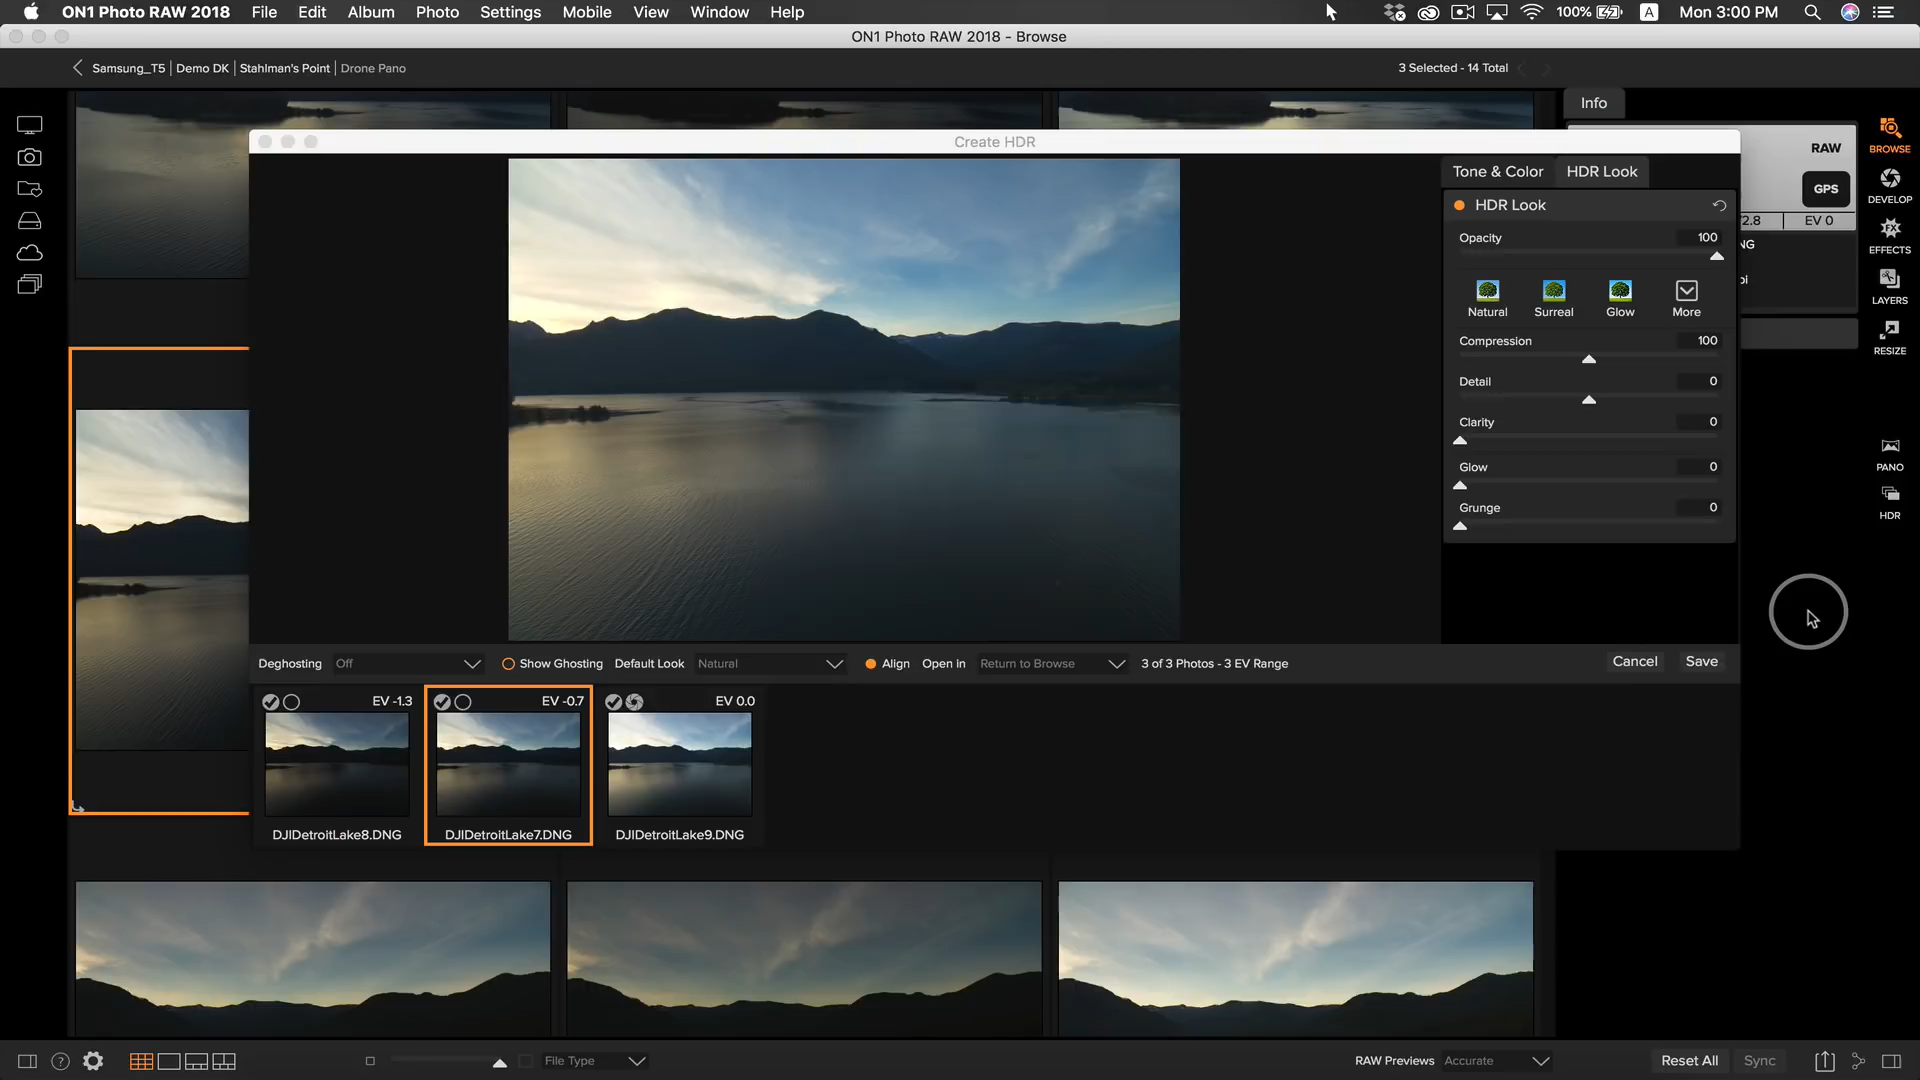 ON1 Photo RAW 2018 File Edit Album Photo Settings Mobile View Window Help 100% A Mon 3:00 PM
ON1 Photo RAW 2018 - Browse
Samsung_T5 Demo DK Stahlman's Point Drone Pano 3 Selected - 14 Total
Info
Create HDR
RAW
BROWSE
Tone & Color HDR Look
GPS
DEVELOP
HDR Look
2.8 EV 0
Opacity 100
NG
EFFECTS
LAYERS
Natural Surreal Glow More
Compression 100
RESIZE
Detail 0
Clarity 0
Glow 0
PANO
Grunge 0
HDR
Deghosting Off Show Ghosting Default Look Natural Align Open in Return to Browse 3 of 3 Photos - 3 EV Range Cancel Save
EV -1.3 EV -0.7 EV 0.0
DJIDetroitLake8.DNG DJIDetroitLake7.DNG DJIDetroitLake9.DNG
? File Type RAW Previews Accurate Reset All Sync